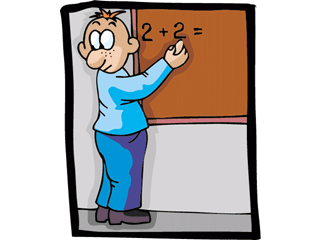 2 + 2 =